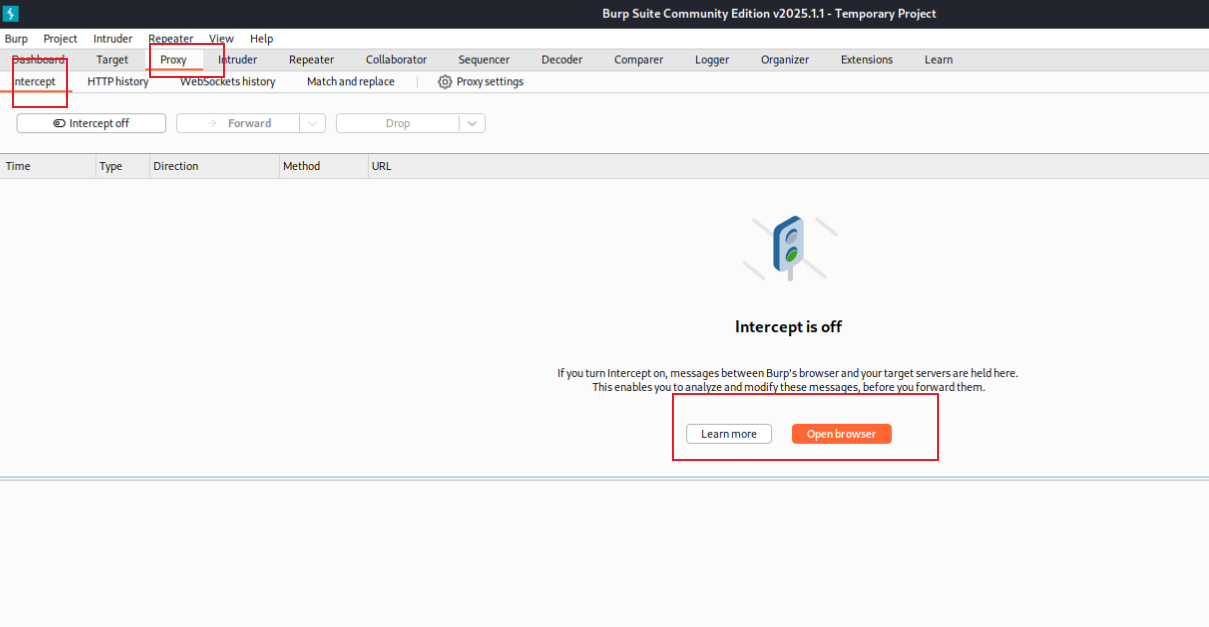 Burp Suite Community Edition v2025.1.1 - Temporary Project
Burp Project Intruder Repeater View Help
Dashboard Target Proxy Intruder Repeater Collaborator Sequencer Decoder Comparer Logger Organizer Extensions Learn
Intercept HTTP history WebSockets history Match and replace Proxy settings
Intercept off Forward Drop
Time Type Direction Method URL
Intercept is off
If you turn Intercept on, messages between Burp's browser and your target servers are held here.
This enables you to analyze and modify these messages, before you forward them.
Learn more Open browser